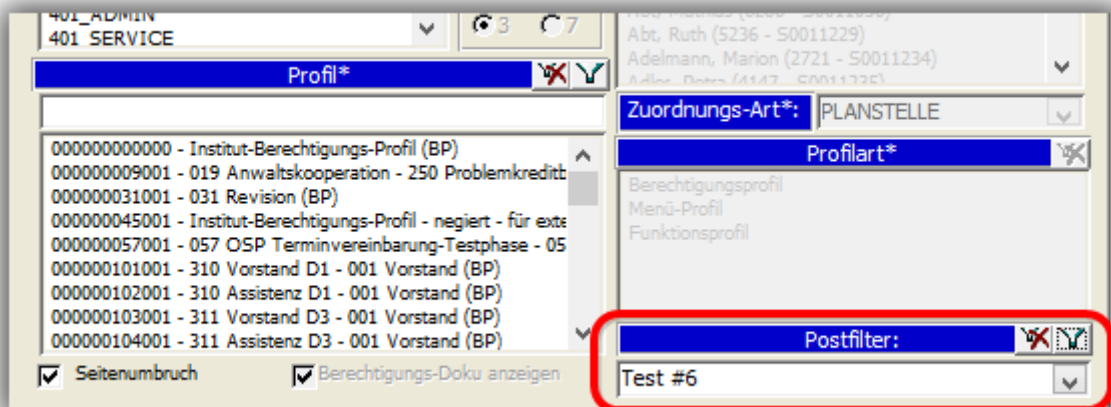 401_ADMIN
401 SERVICE
3 7
Abt, Ruth (5236 - S0011229)
Adelmann, Marion (2721 - S0011234)
Adler, Petra (4147 - S0011235)
Profil*
Zuordnungs-Art*: PLANSTELLE
Profilart*
000000000000 - Institut-Berechtigungs-Profil (BP)
000000009001 - 019 Anwaltskooperation - 250 Problemkreditb
000000031001 - 031 Revision (BP)
000000045001 - Institut-Berechtigungs-Profil - negiert - für exte
000000057001 - 057 OSP Terminvereinbarung-Testphase - 05
000000101001 - 310 Vorstand D1 - 001 Vorstand (BP)
000000102001 - 310 Assistenz D1 - 001 Vorstand (BP)
000000103001 - 311 Vorstand D3 - 001 Vorstand (BP)
000000104001 - 311 Assistenz D3 - 001 Vorstand (BP)
Berechtigungsprofil
Menü-Profil
Funktionsprofil
Postfilter:
Test #6
Seitenumbruch
Berechtigungs-Doku anzeigen